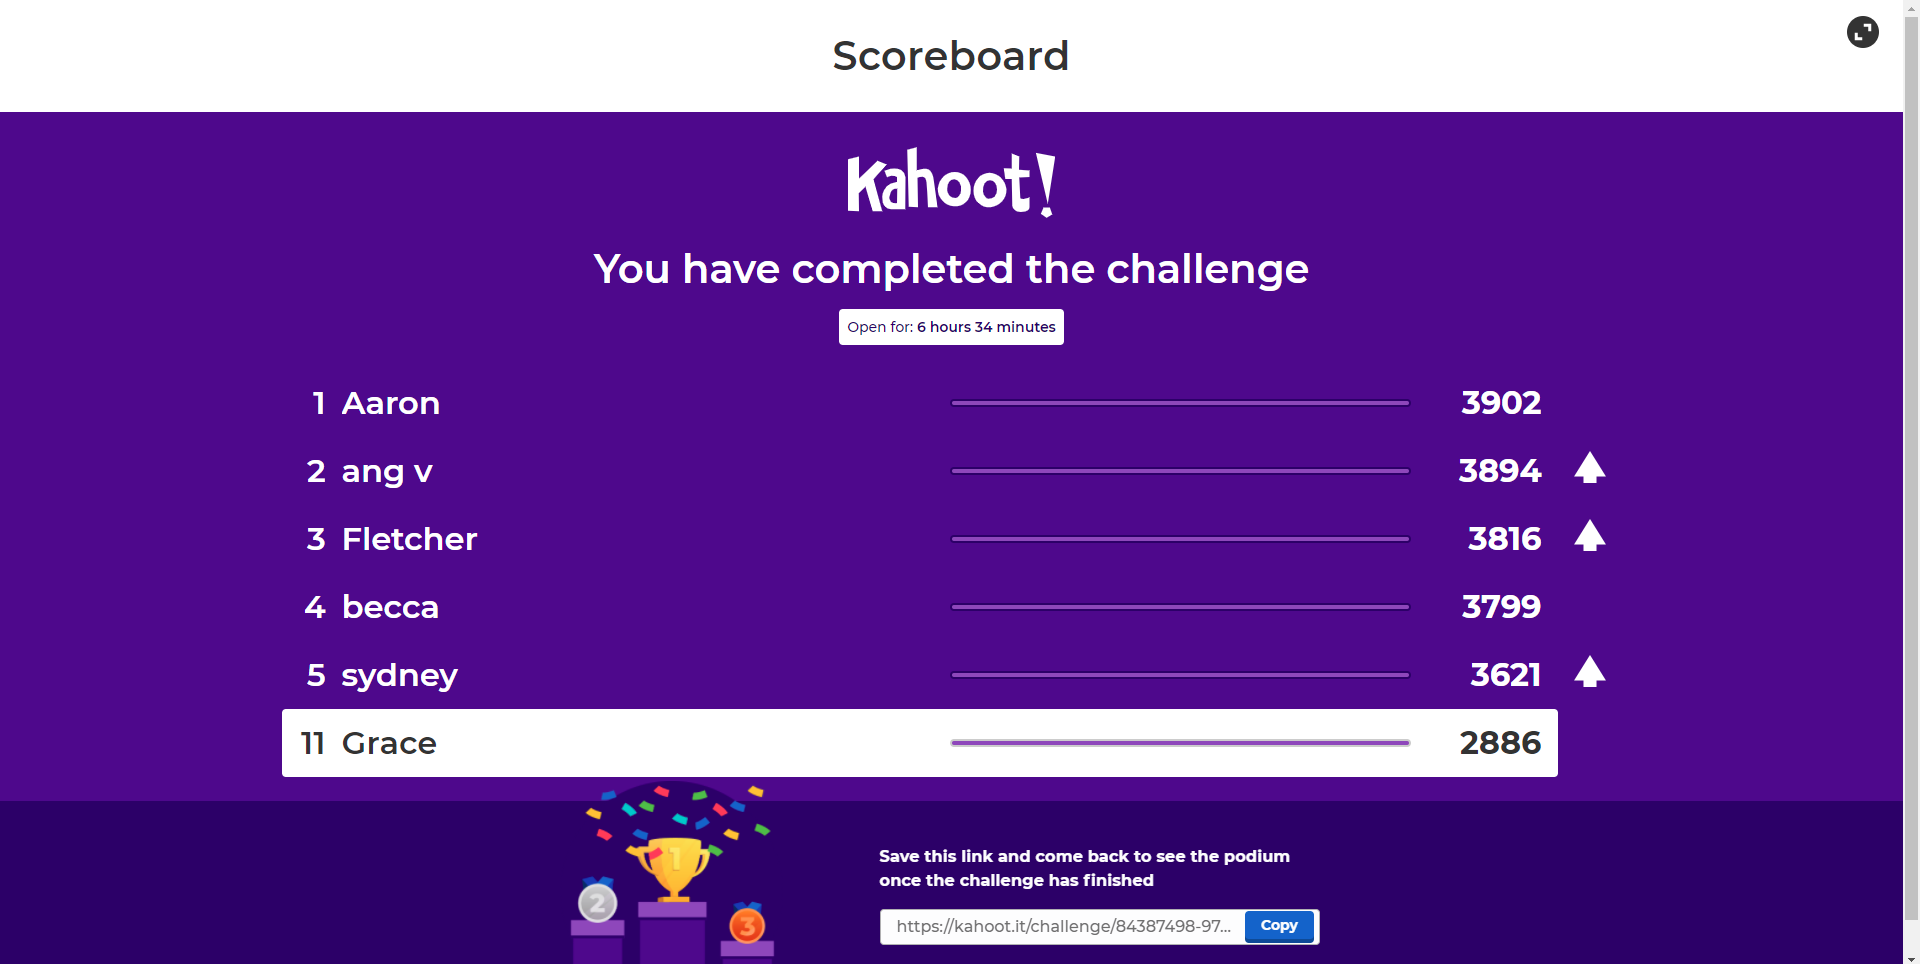 Scoreboard
Kahoot!
You have completed the challenge
Open for: 6 hours 34 minutes
1 Aaron 3902
2 ang v 3894
3 Fletcher 3816
4 becca 3799
5 sydney 3621
11 Grace 2886
1
2
3
Save this link and come back to see the podium
once the challenge has finished
https://kahoot.it/challenge/84387498-97... Copy